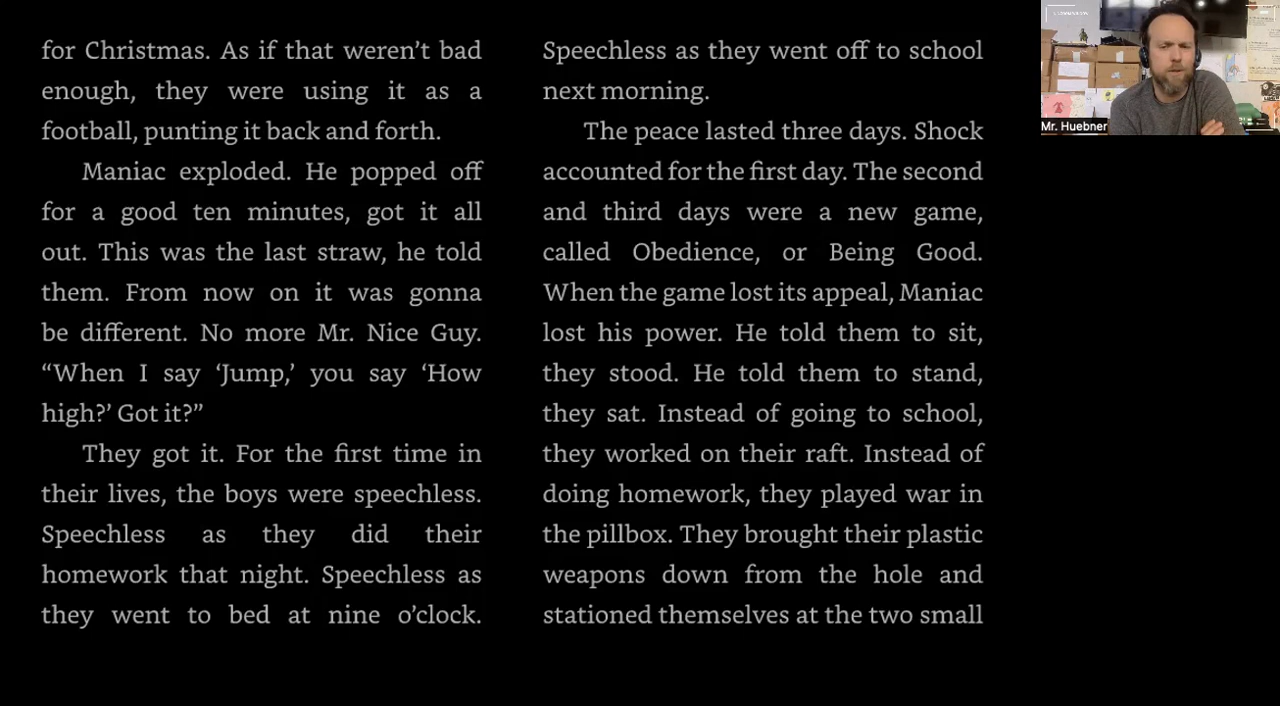 for Christmas. As if that weren’t bad
enough, they were using it as a
football, punting it back and forth.
Maniac exploded. He popped off
for a good ten minutes, got it all
out. This was the last straw, he told
them. From now on it was gonna
be different. No more Mr. Nice Guy.
“When I say ‘Jump,’ you say ‘How
high?’ Got it?”
They got it. For the first time in
their lives, the boys were speechless.
Speechless as they did their
homework that night. Speechless as
they went to bed at nine o’clock.
Speechless as they went off to school
next morning.
The peace lasted three days. Shock
accounted for the first day. The second
and third days were a new game,
called Obedience, or Being Good.
When the game lost its appeal, Maniac
lost his power. He told them to sit,
they stood. He told them to stand,
they sat. Instead of going to school,
they worked on their raft. Instead of
doing homework, they played war in
the pillbox. They brought their plastic
weapons down from the hole and
stationed themselves at the two small
Mr. Huebner